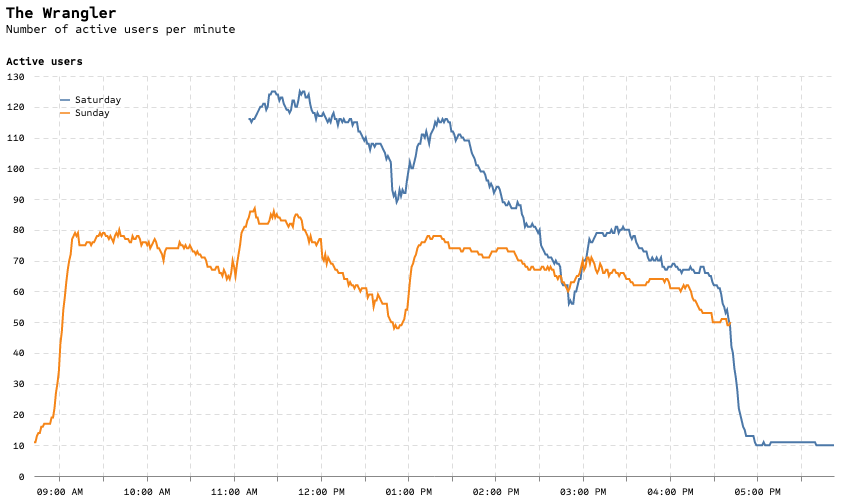 The Wrangler
Number of active users per minute
Active users
130
120
110
100
90
80
70
60
50
40
30
20
10
0
Saturday
Sunday
09:00 AM 10:00 AM 11:00 AM 12:00 PM 01:00 PM 02:00 PM 03:00 PM 04:00 PM 05:00 PM